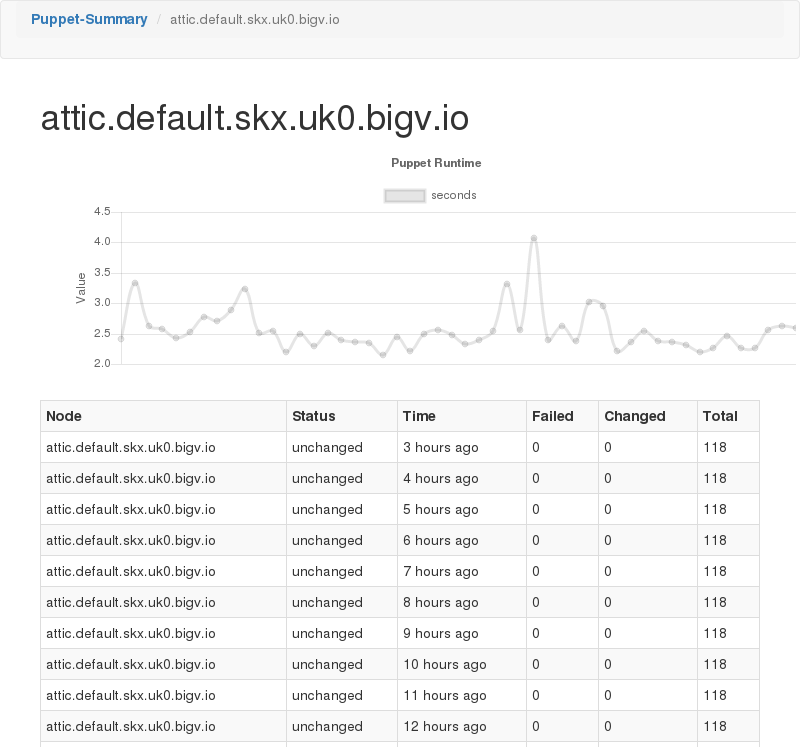 Puppet-Summary / attic.default.skx.uk0.bigv.io
attic.default.skx.uk0.bigv.io
Puppet Runtime
seconds
4.5
4.0
3.5
3.0
2.5
2.0
Value
Node Status Time Failed Changed Total
attic.default.skx.uk0.bigv.io unchanged 3 hours ago 0 0 118
attic.default.skx.uk0.bigv.io unchanged 4 hours ago 0 0 118
attic.default.skx.uk0.bigv.io unchanged 5 hours ago 0 0 118
attic.default.skx.uk0.bigv.io unchanged 6 hours ago 0 0 118
attic.default.skx.uk0.bigv.io unchanged 7 hours ago 0 0 118
attic.default.skx.uk0.bigv.io unchanged 8 hours ago 0 0 118
attic.default.skx.uk0.bigv.io unchanged 9 hours ago 0 0 118
attic.default.skx.uk0.bigv.io unchanged 10 hours ago 0 0 118
attic.default.skx.uk0.bigv.io unchanged 11 hours ago 0 0 118
attic.default.skx.uk0.bigv.io unchanged 12 hours ago 0 0 118